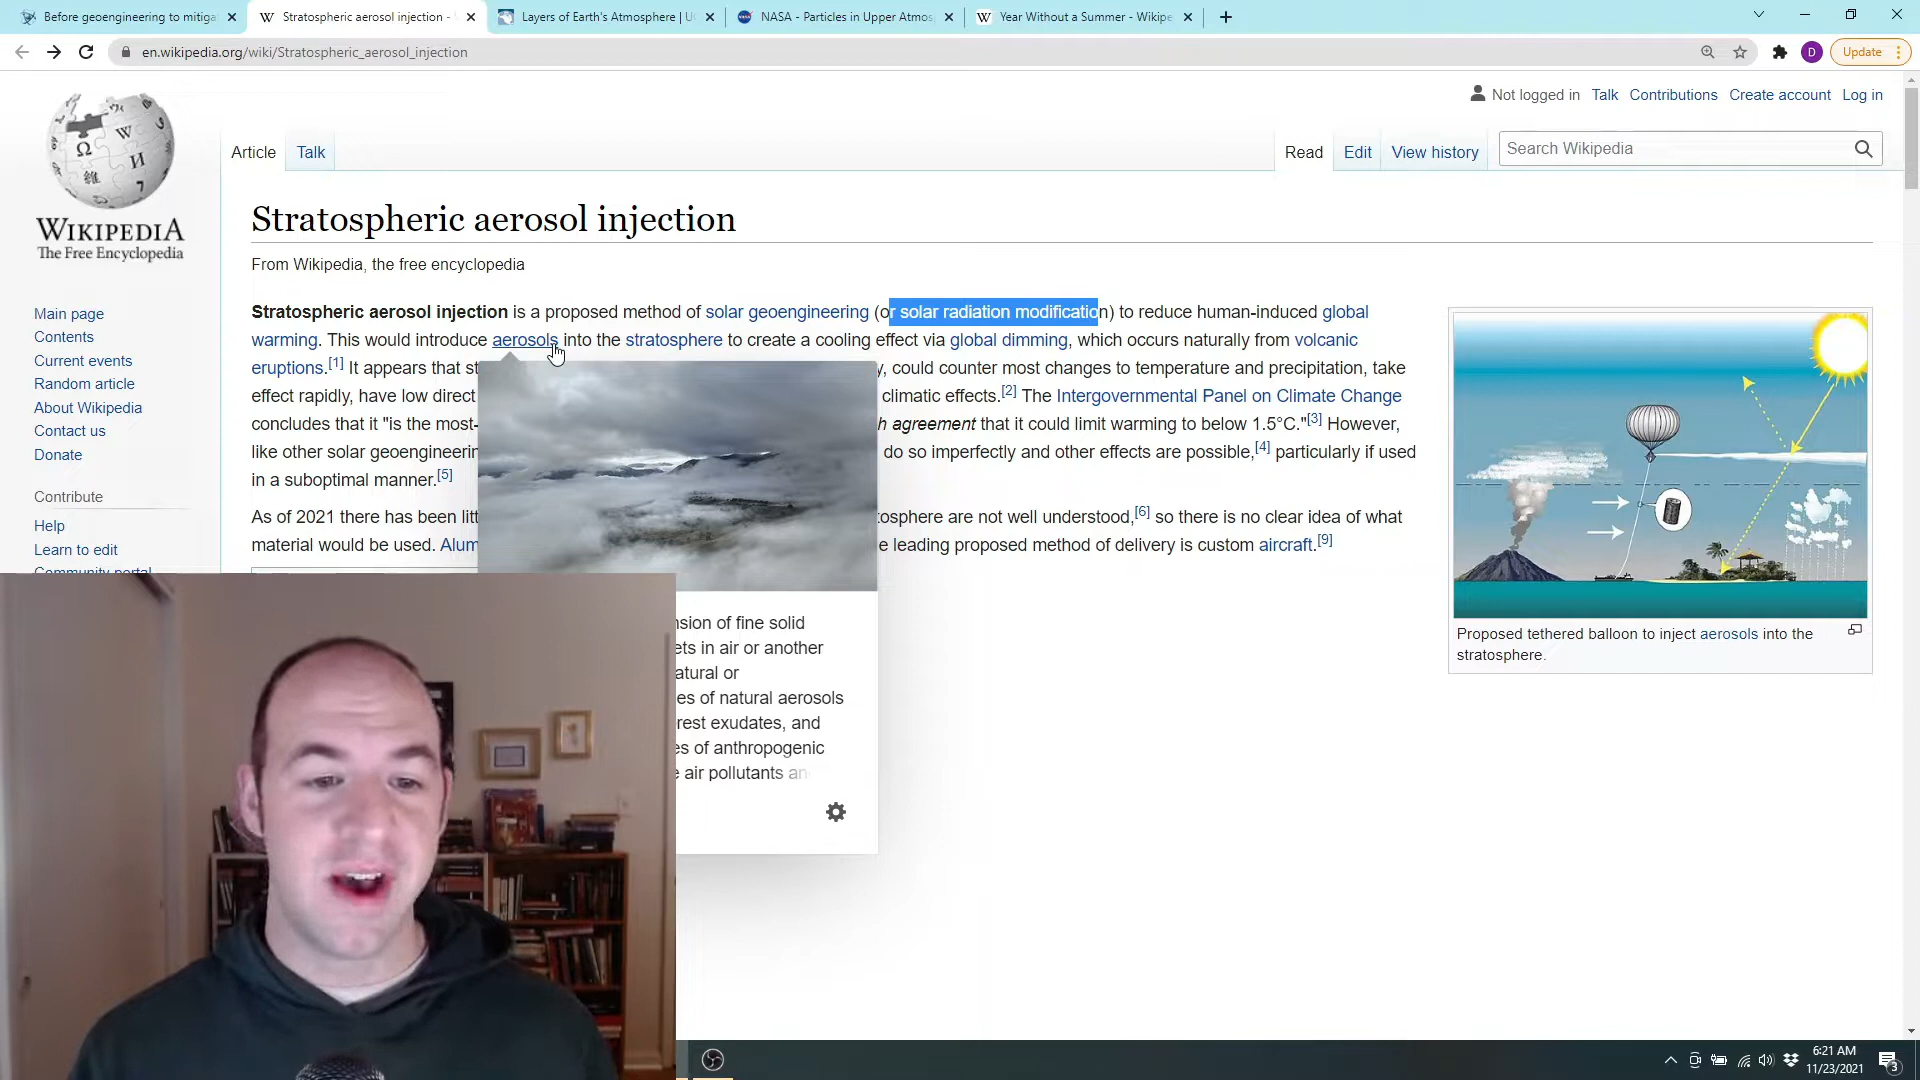 Before geoengineering to mitiga
Stratospheric aerosol injection -
Layers of Earth's Atmosphere | U
NASA - Particles in Upper Atmos
Year Without a Summer - Wikipe
en.wikipedia.org/wiki/Stratospheric_aerosol_injection
D
Update
Not logged in Talk Contributions Create account Log in
Article Talk
Read Edit View history
Search Wikipedia
WIKIPEDIA
The Free Encyclopedia
Main page
Contents
Current events
Random article
About Wikipedia
Contact us
Donate
Contribute
Help
Learn to edit
Community portal
Stratospheric aerosol injection
From Wikipedia, the free encyclopedia
Stratospheric aerosol injection is a proposed method of solar geoengineering (or solar radiation modification) to reduce human-induced global
warming. This would introduce aerosols into the stratosphere to create a cooling effect via global dimming, which occurs naturally from volcanic
eruptions.[1] It appears that st y, could counter most changes to temperature and precipitation, take
effect rapidly, have low direct climatic effects.[2] The Intergovernmental Panel on Climate Change
concludes that it "is the most- h agreement that it could limit warming to below 1.5°C."[3] However,
like other solar geoengineerin do so imperfectly and other effects are possible,[4] particularly if used
in a suboptimal manner.[5]
As of 2021 there has been litt tosphere are not well understood,[6] so there is no clear idea of what
material would be used. Alum e leading proposed method of delivery is custom aircraft.[9]
nsion of fine solid
ets in air or another
atural or
es of natural aerosols
rest exudates, and
es of anthropogenic
e air pollutants an
Proposed tethered balloon to inject aerosols into the
stratosphere.
6:21 AM
11/23/2021
3